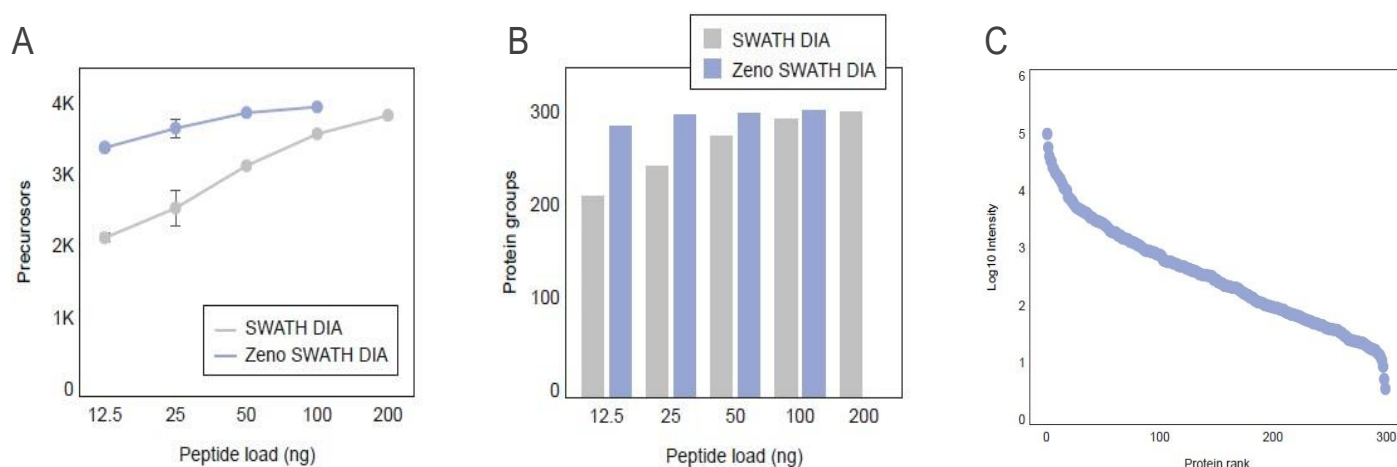 A
4K
3K
2K
1K
0
Precurosors
12.5 25 50 100 200
Peptide load (ng)
SWATH DIA
Zeno SWATH DIA
B
SWATH DIA
Zeno SWATH DIA
300
200
100
0
Protein groups
12.5 25 50 100 200
Peptide load (ng)
C
6
5
4
3
2
1
0
Log10 Intensity
0 100 200 300
Protein rank